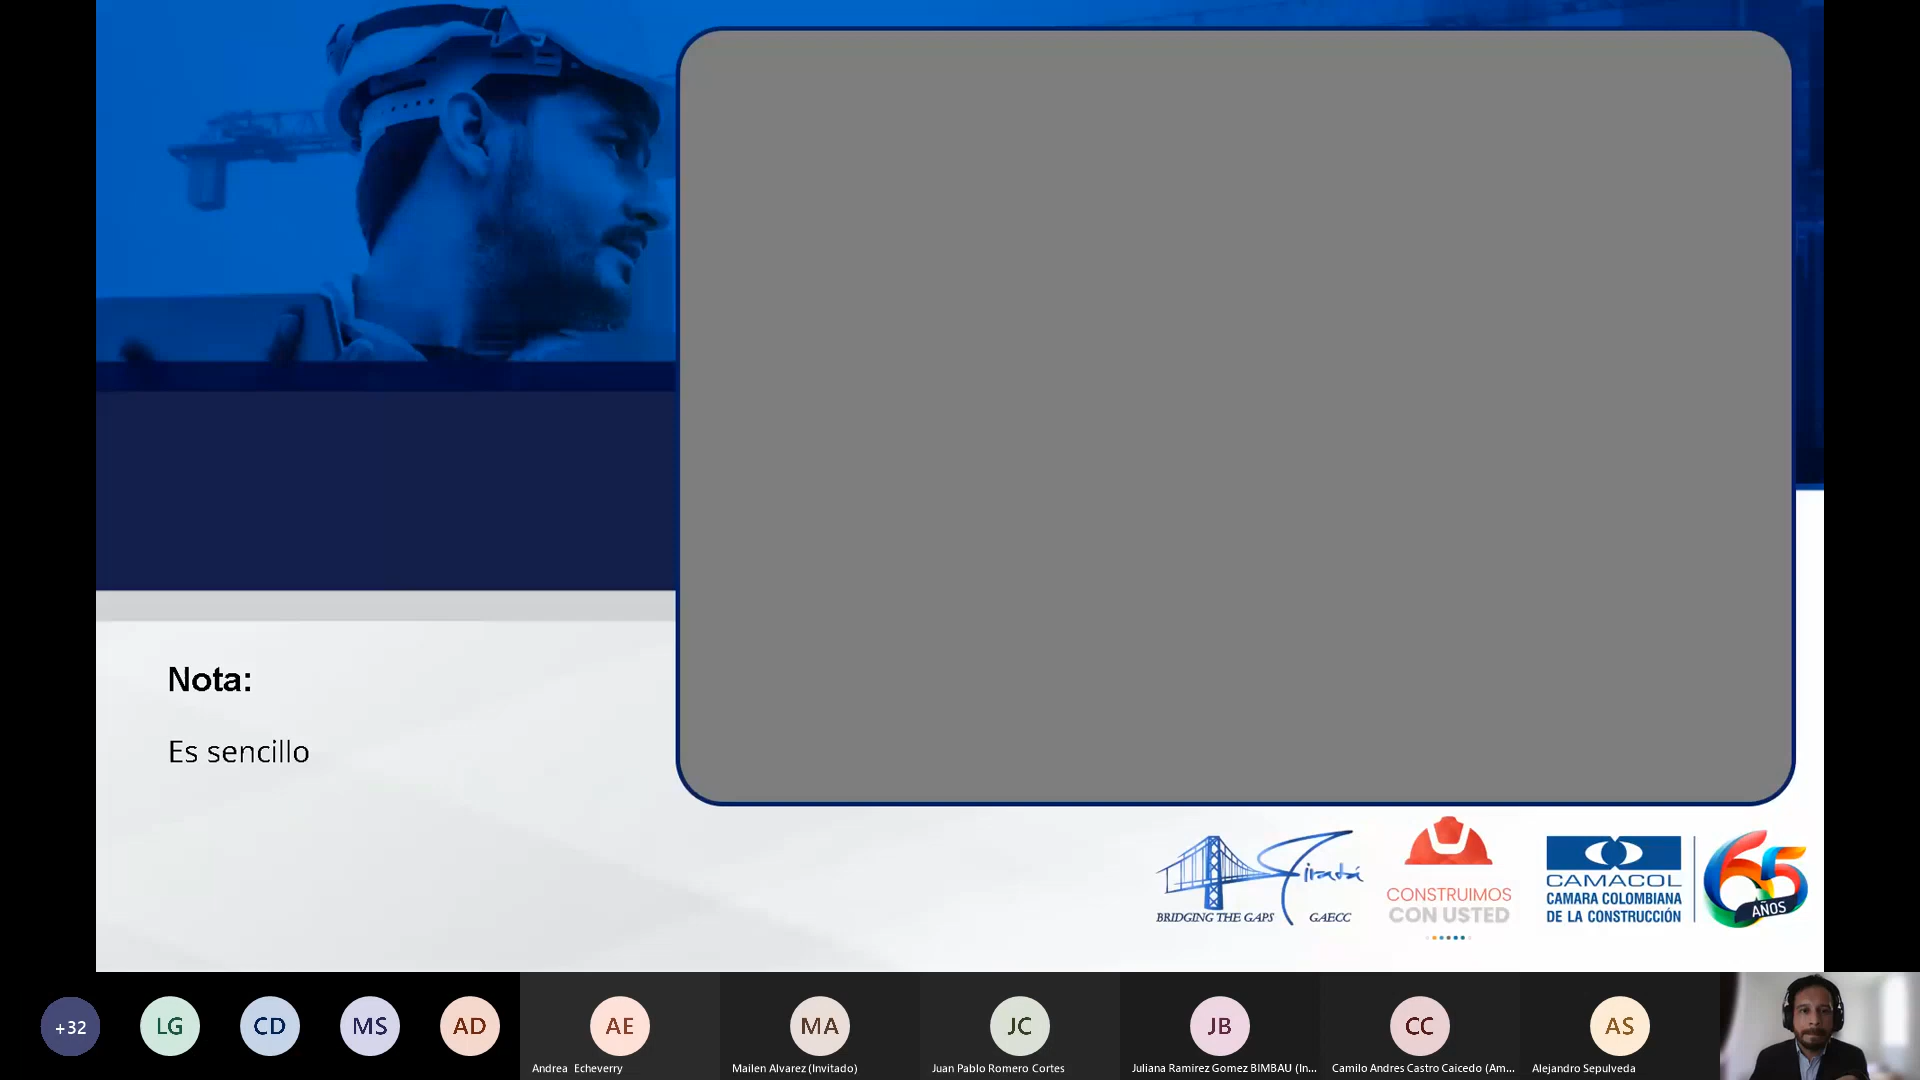 Nota:
Es sencillo
Giratá
BRIDGING THE GAPS GAECC
CONSTRUIMOS
CON USTED
CAMACOL
CAMARA COLOMBIANA
DE LA CONSTRUCCIÓN
65
AÑOS
+32
LG
CD
MS
AD
AE
MA
JC
JB
CC
AS
Andrea Echeverry
Mailen Alvarez (Invitado)
Juan Pablo Romero Cortes
Juliana Ramirez Gomez BIMBAU (In...
Camilo Andres Castro Caicedo (Am...
Alejandro Sepulveda